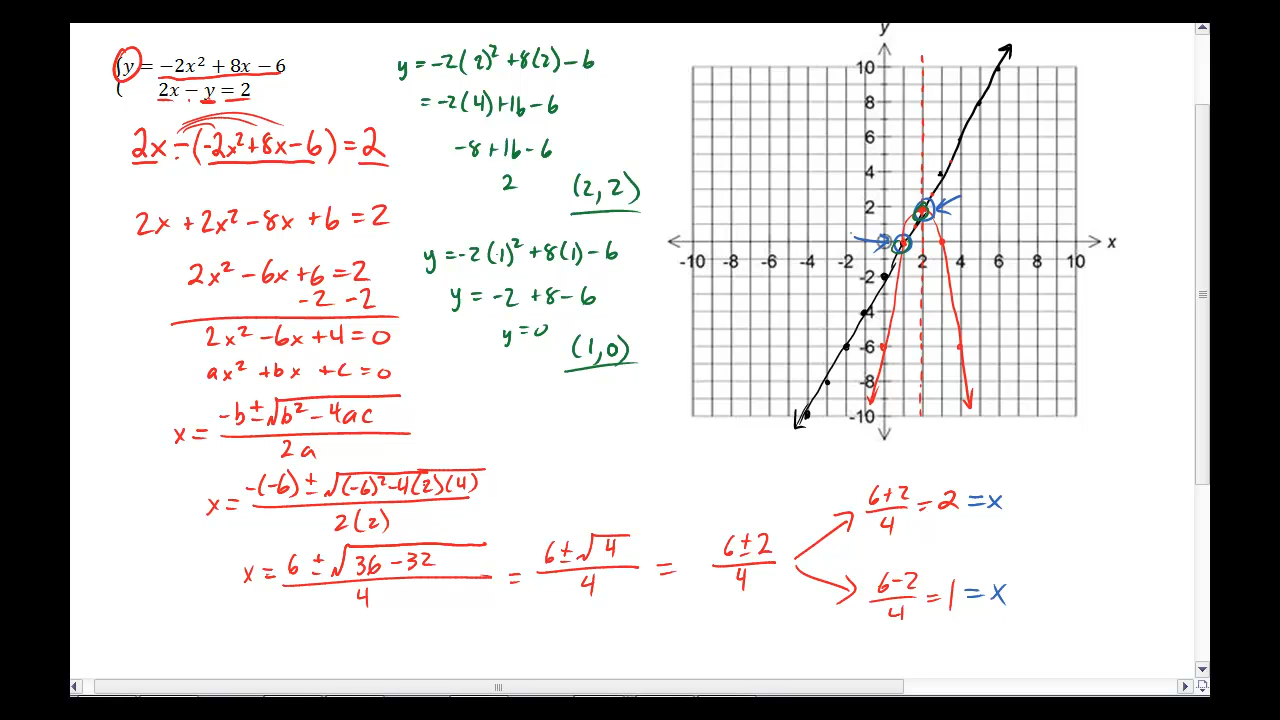 y = −2x² + 8x − 6
2x − y = 2
2x − (-2x² + 8x − 6) = 2
2x + 2x² − 8x + 6 = 2
2x² − 6x + 6 = 2
−2 −2
2x² − 6x + 4 = 0
ax² + bx + c = 0
x = -b ± √b² − 4ac
2a
x = -(-6) ± √(-6)² − 4(2)(4)
2(2)
x = 6 ± √36 − 32
4
= 6 ± √4
4
= 6 ± 2
4
6 + 2
4
= 2 = x
6 − 2
4
= 1 = x
y = -2(2)² + 8(2) − 6
= -2(4) + 16 − 6
-8 + 16 − 6
2
(2, 2)
y = -2(1)² + 8(1) − 6
y = -2 + 8 − 6
y = 0
(1, 0)
y
10
8
6
4
2
-10 -8 -6 -4 -2 2 4 6 8 10 x
-2
-4
-6
-8
-10